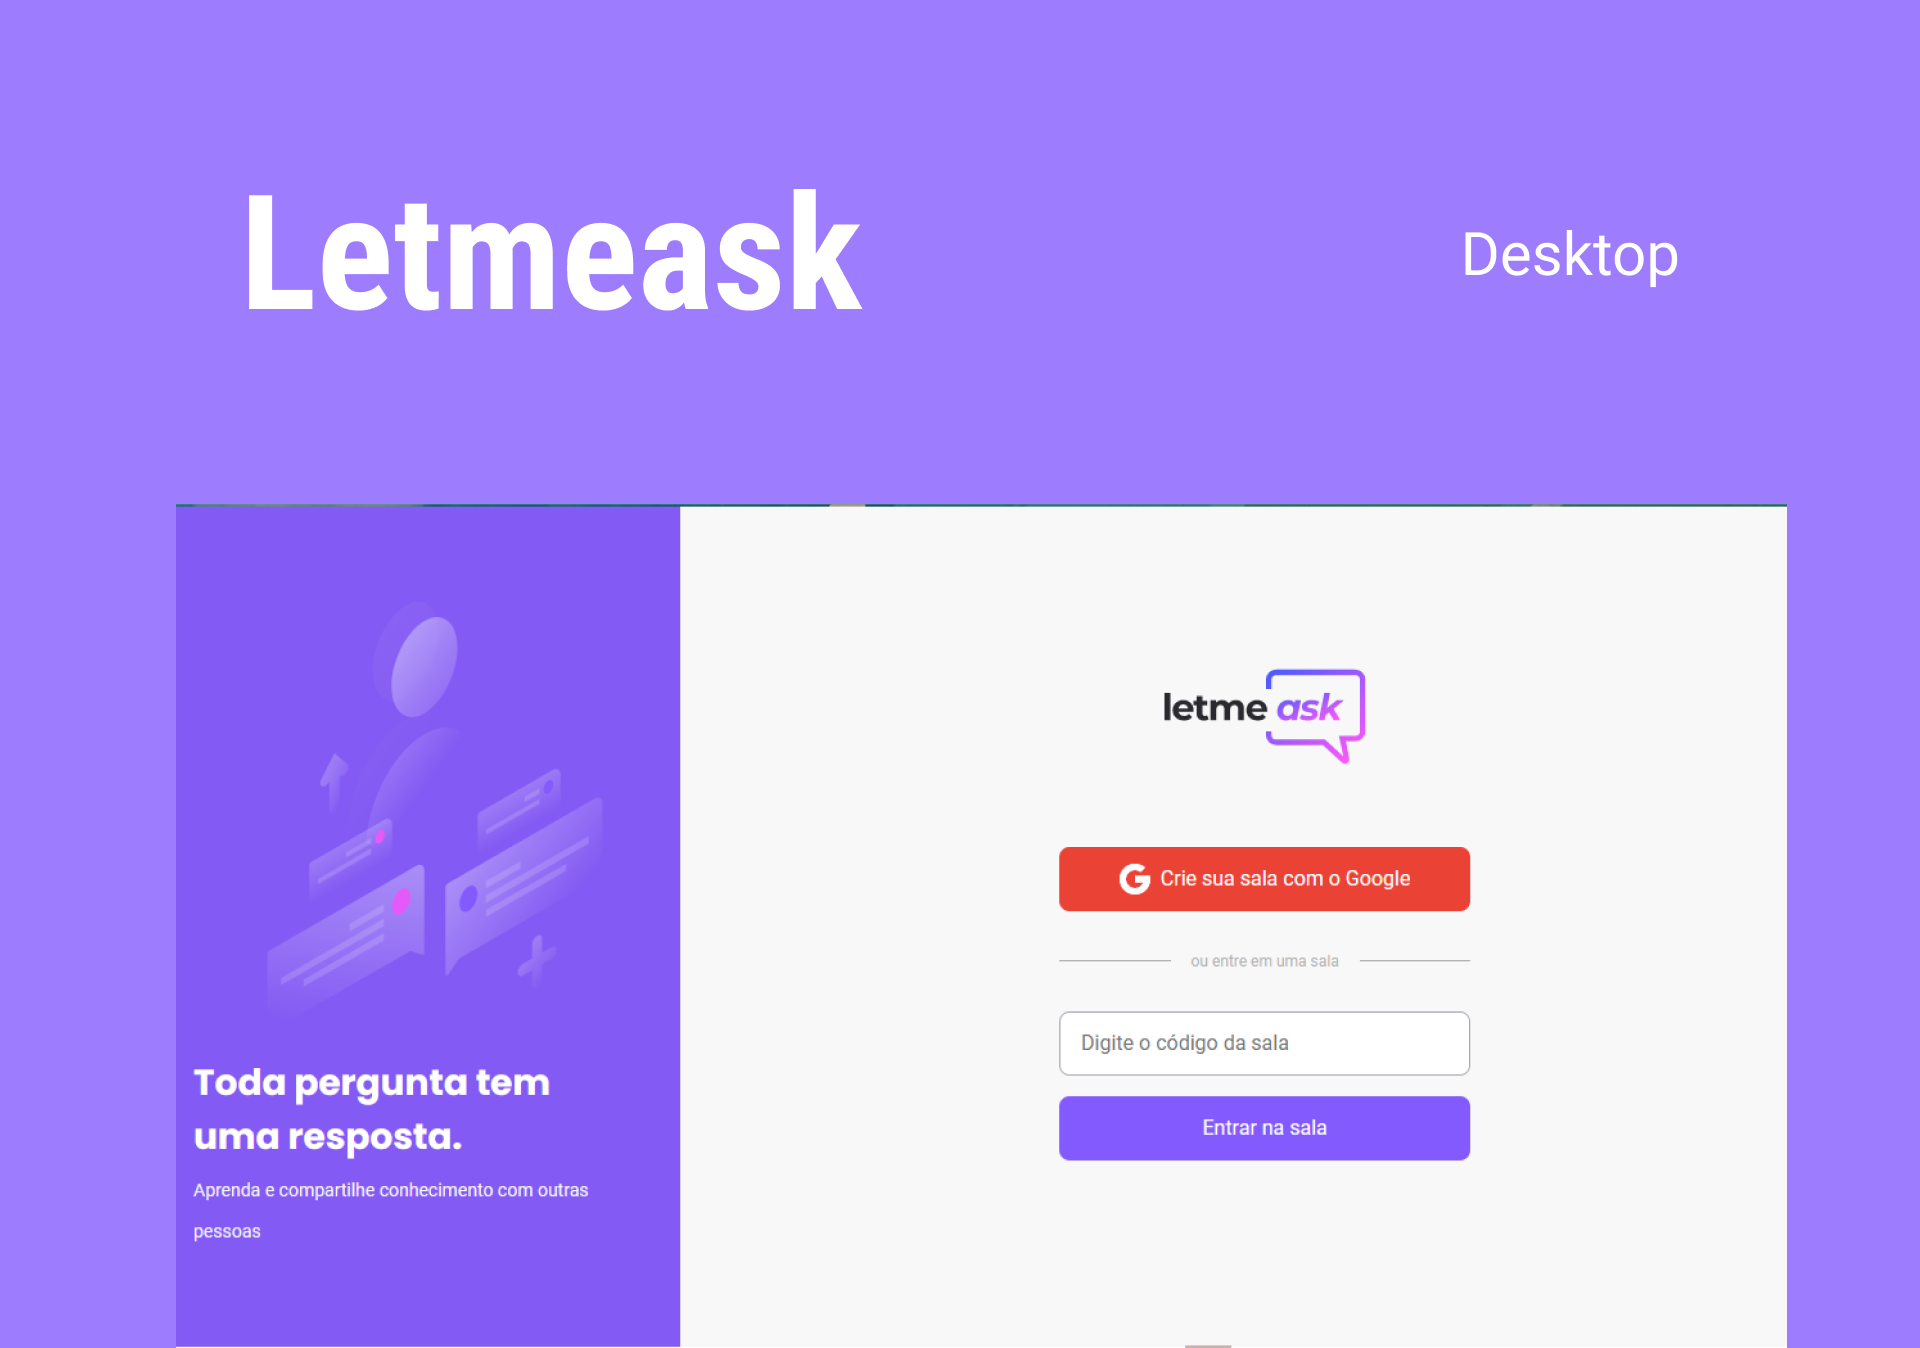 Letmeask
Desktop
letme ask
Crie sua sala com o Google
ou entre em uma sala
Digite o código da sala
Entrar na sala
Toda pergunta tem
uma resposta.
Aprenda e compartilhe conhecimento com outras
pessoas